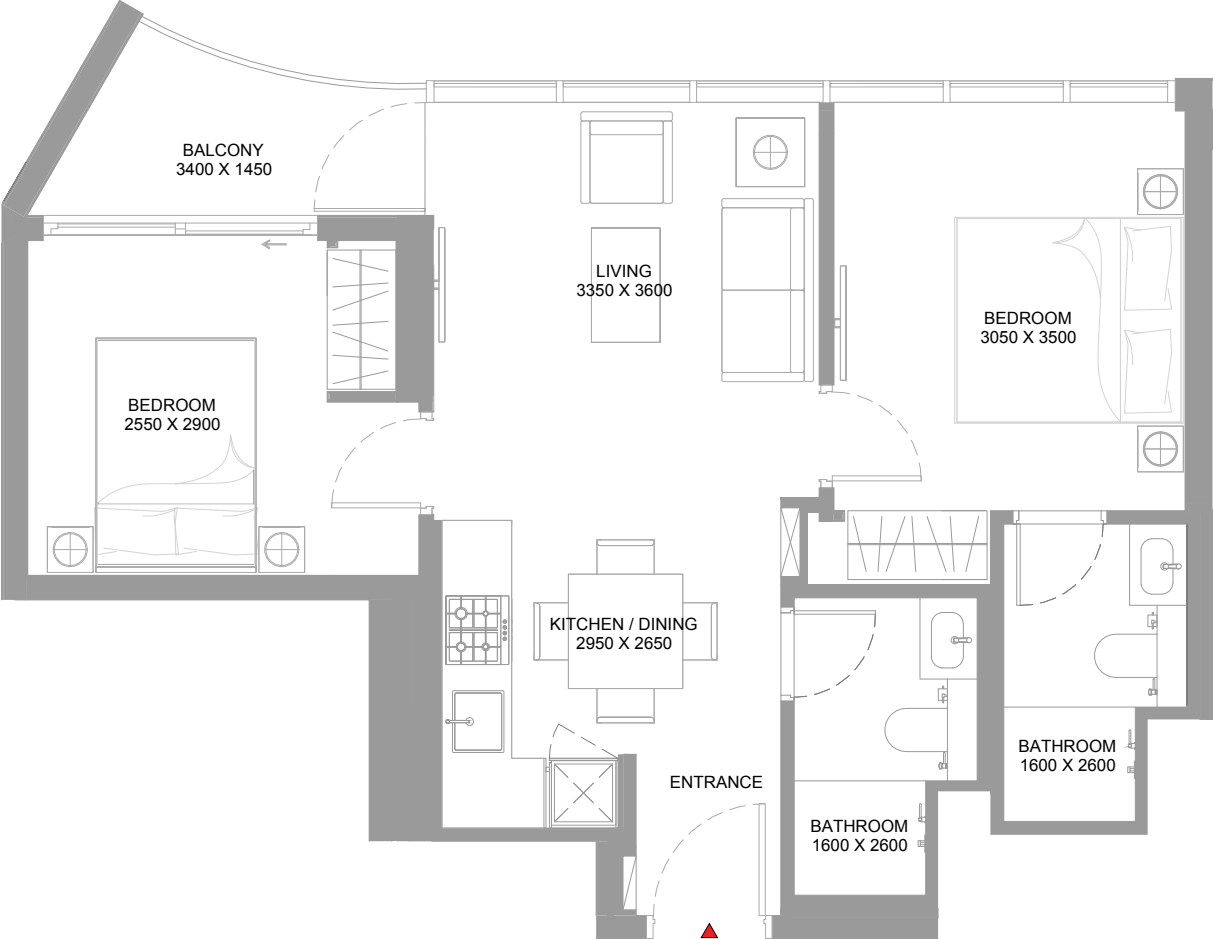 BALCONY
3400 X 1450
LIVING
3350 X 3600
BEDROOM
3050 X 3500
BEDROOM
2550 X 2900
KITCHEN / DINING
2950 X 2650
ENTRANCE
BATHROOM
1600 X 2600
BATHROOM
1600 X 2600